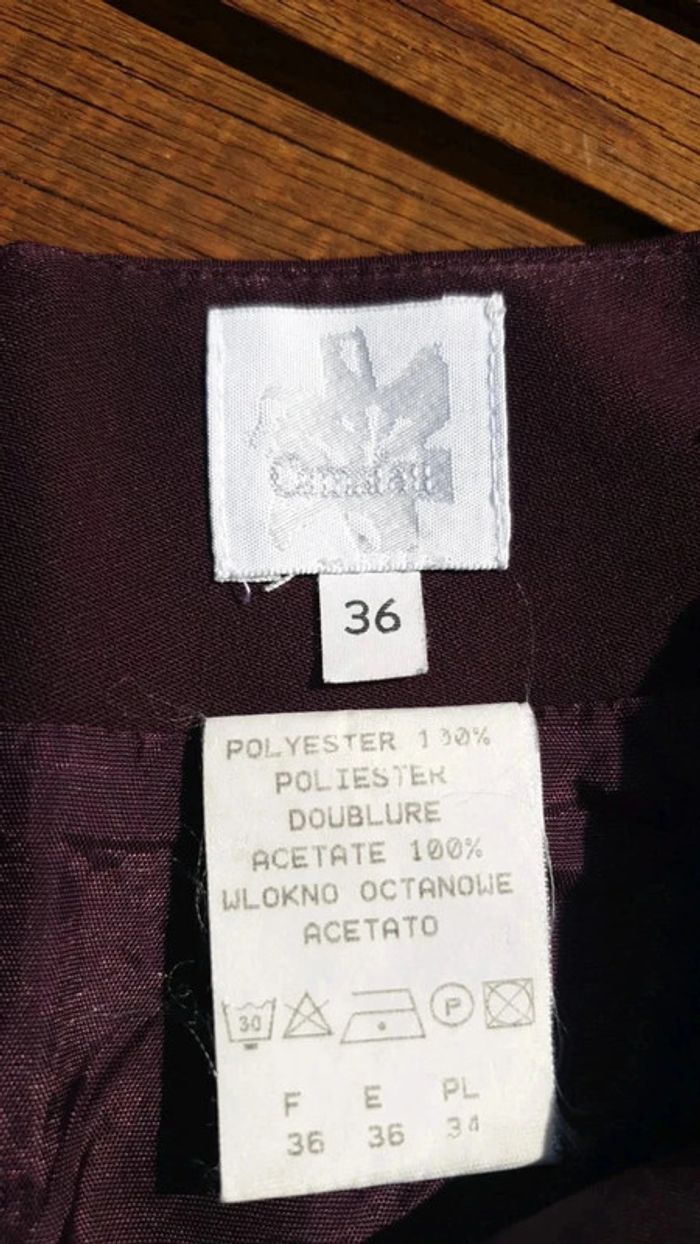 36
POLYESTER 100%
POLIESTER
DOUBLURE
ACETATE 100%
WLOKNO OCTANOWE
ACETATO
30 P
F E PL
36 36 34